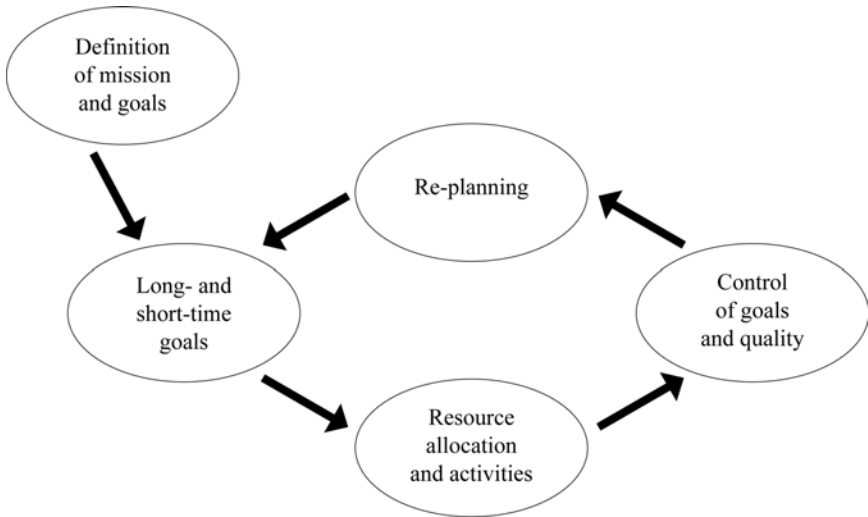 Definition
of mission
and goals
Re-planning
Long- and
short-time
goals
Control
of goals
and quality
Resource
allocation
and activities